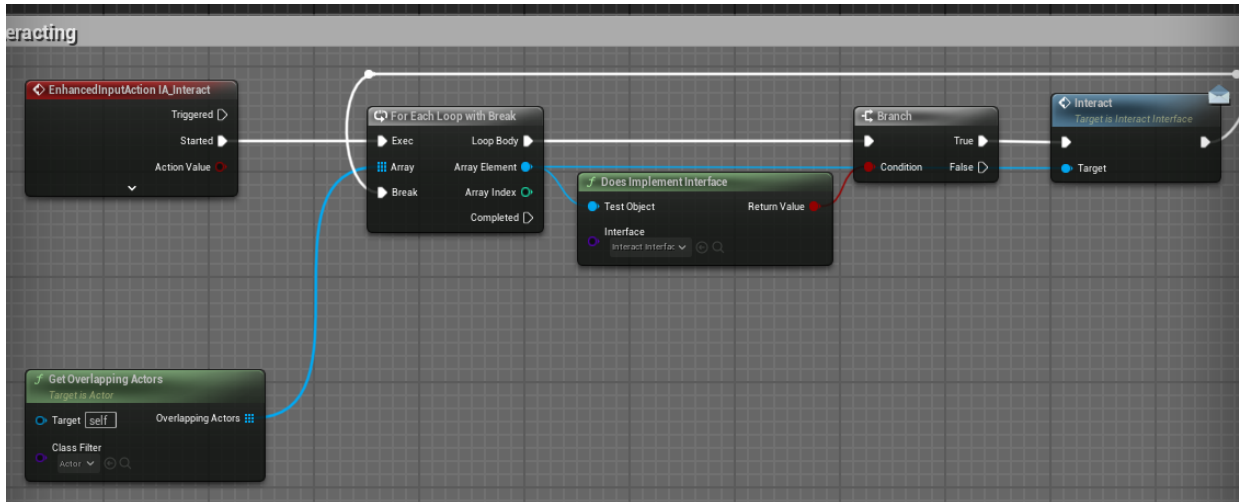 eracting
EnhancedInputAction IA_Interact
Triggered
Started
Action Value
For Each Loop with Break
Exec
Loop Body
Array
Array Element
Break
Array Index
Completed
Does Implement Interface
Test Object
Return Value
Interface
Interact Interfac
Branch
True
Condition
False
Interact
Target is Interact Interface
Target
f Get Overlapping Actors
Target is Actor
Target self
Overlapping Actors
Class Filter
Actor